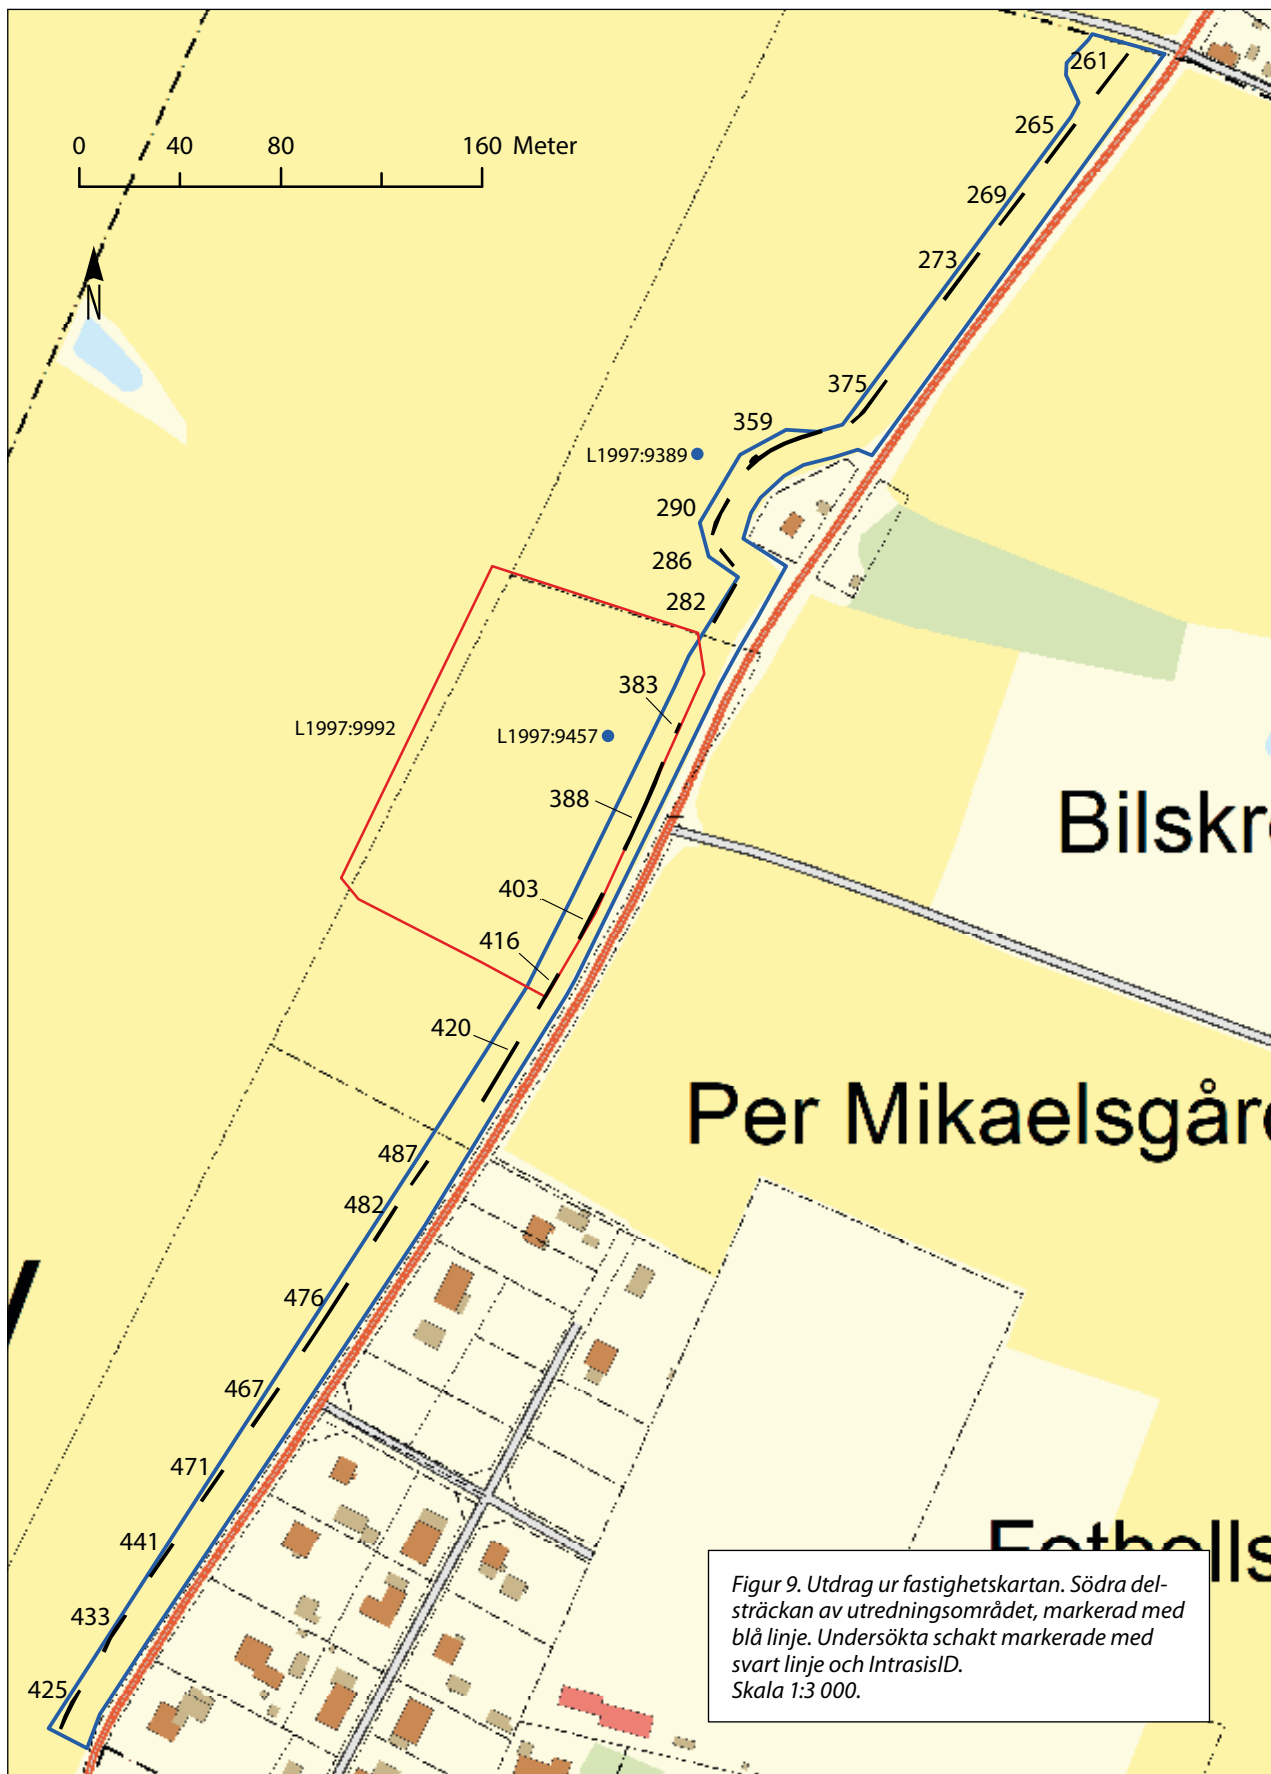 261
0 40 80 160 Meter
265
269
N
273
375
359
L1997:9389
290
286
282
383
L1997:9992
L1997:9457
388
Bilskr
403
416
420
Per Mikaelsgår
487
482
476
467
471
441
433
425
Figur 9. Utdrag ur fastighetskartan. Södra del-
sträckan av utredningsområdet, markerad med
blå linje. Undersökta schakt markerade med
svart linje och IntrasisID.
Skala 1:3 000.